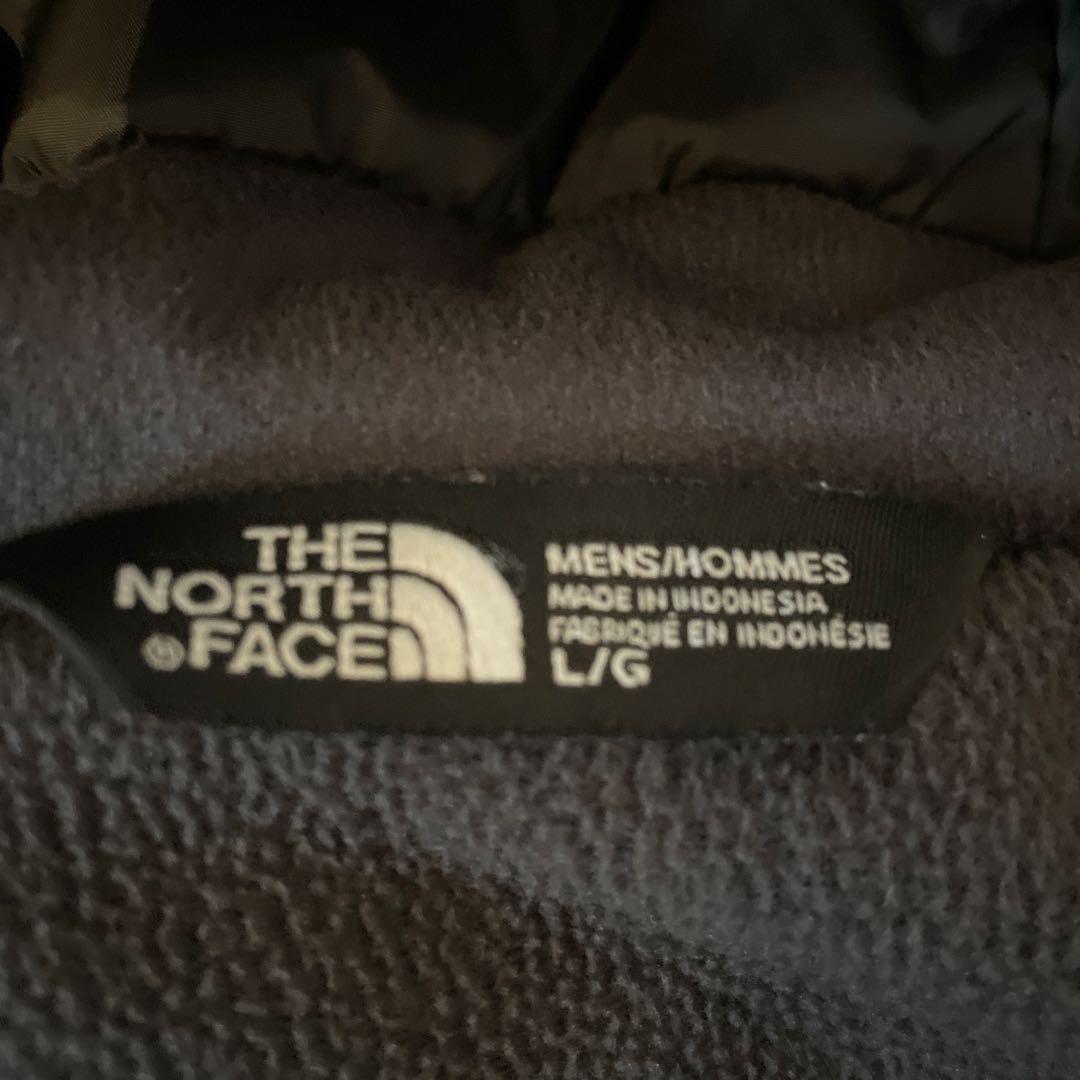 THE
NORTH
®FACE
MENS/HOMMES
MADE IN INDONESIA
FABRIQUÉ EN INDONÉSIE
L/G